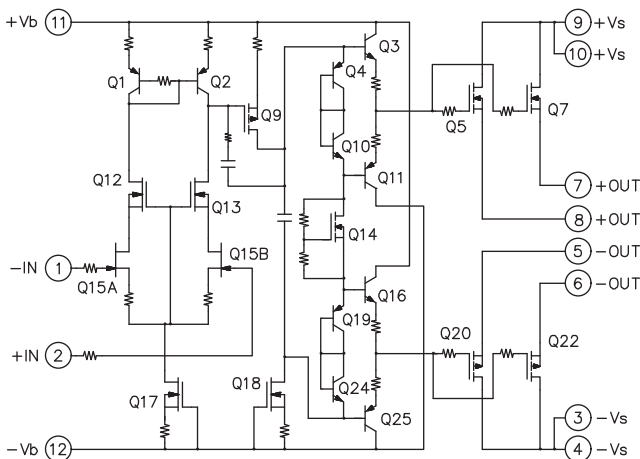 +Vb 11
Q3
9 +Vs
Q4
10 +Vs
Q1
Q2
Q9
Q5
Q7
Q10
Q11
Q12
7 +OUT
Q13
8 +OUT
Q14
5 −OUT
−IN 1
Q15B
Q15A
Q16
6 −OUT
Q19
Q20
Q22
+IN 2
Q18
Q24
Q17
3 −Vs
Q25
−Vb 12
4 −Vs